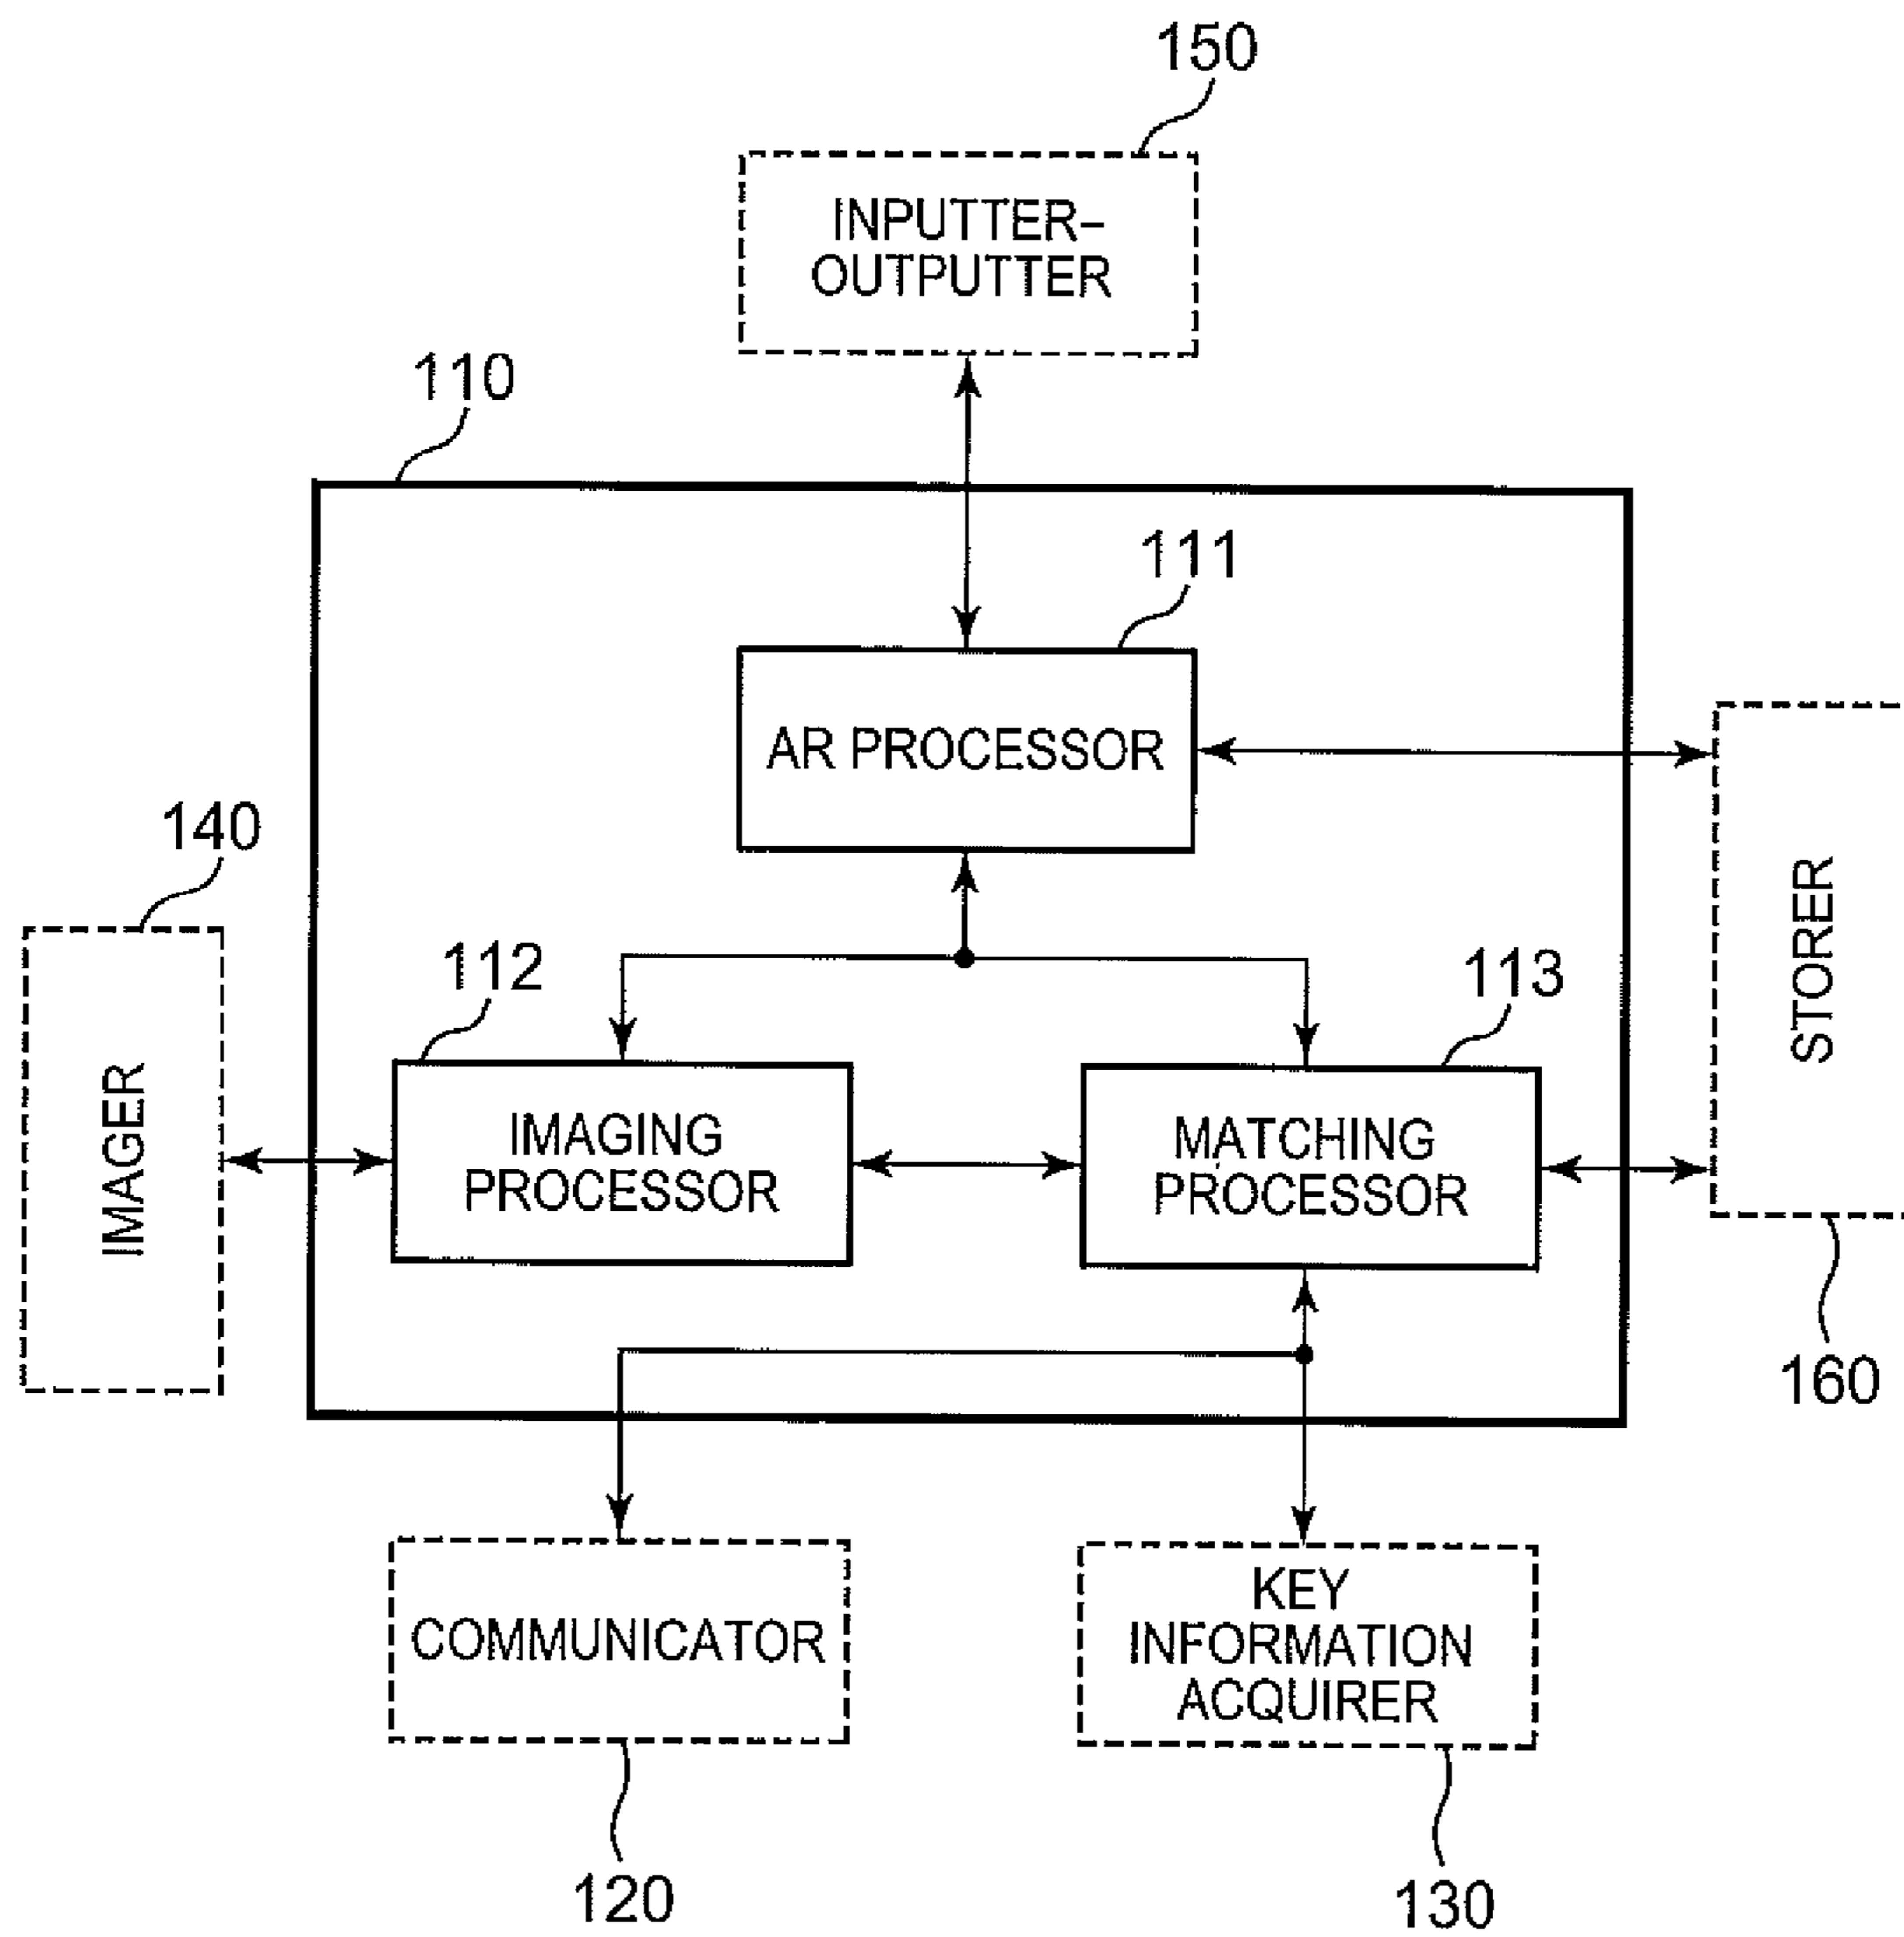 150
INPUTTER-
OUTPUTTER
110
111
AR PROCESSOR
140
IMAGER
112
IMAGING
PROCESSOR
113
MATCHING
PROCESSOR
STORER
160
COMMUNICATOR
120
KEY
INFORMATION
ACQUIRER
130